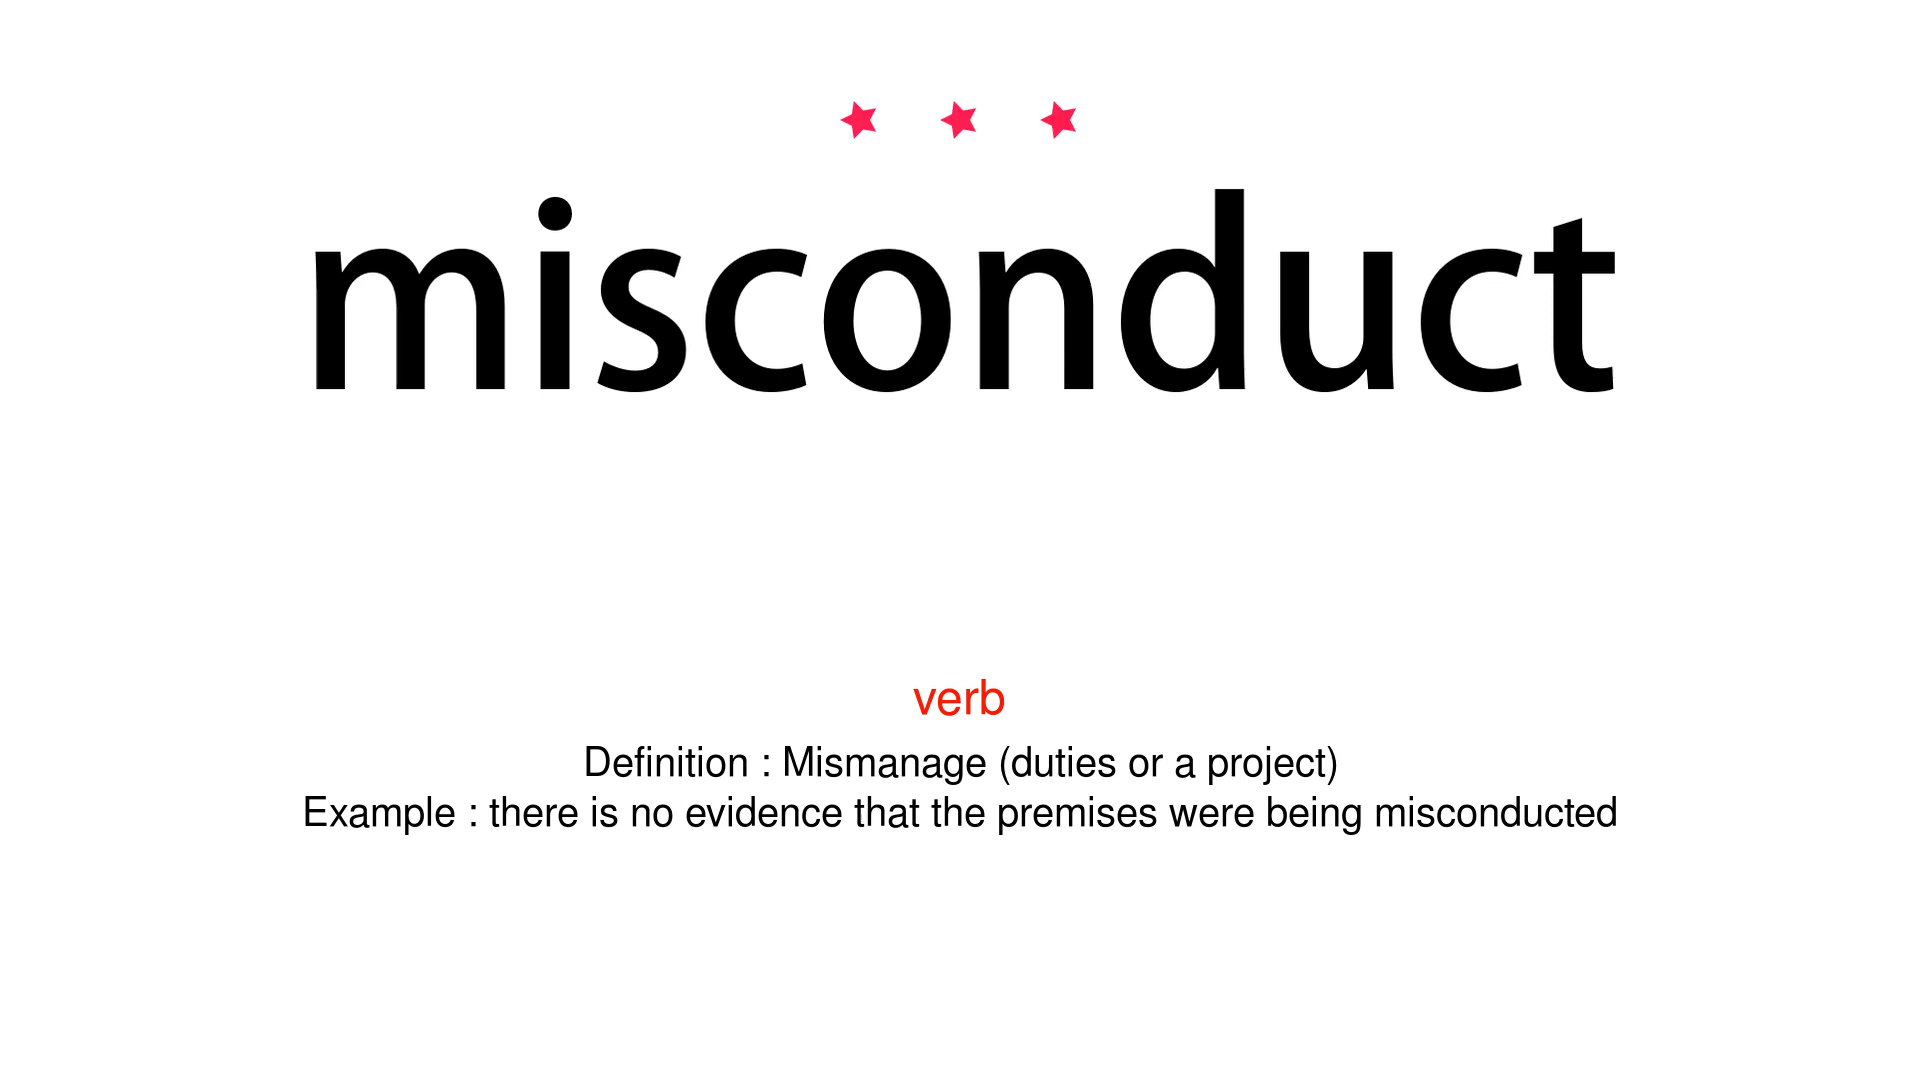 misconduct
verb
Definition : Mismanage (duties or a project)
Example : there is no evidence that the premises were being misconducted